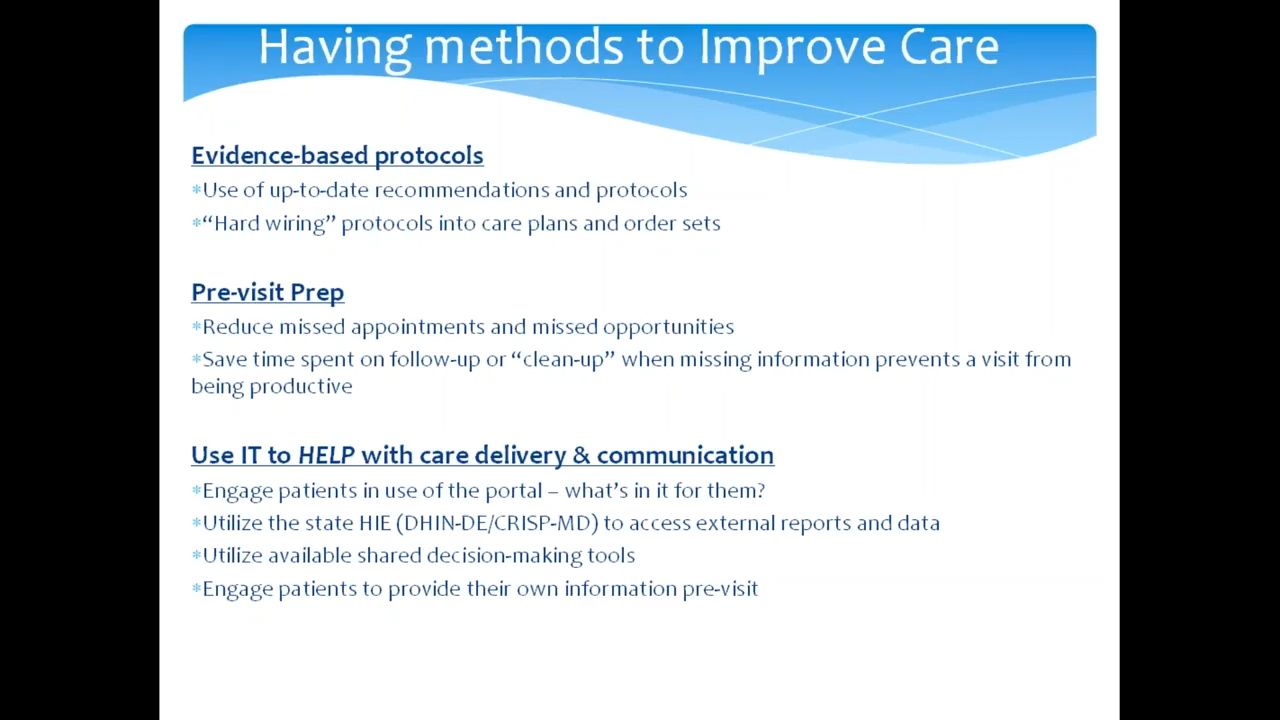 Having methods to Improve Care
Evidence-based protocols
*Use of up-to-date recommendations and protocols
*“Hard wiring” protocols into care plans and order sets
Pre-visit Prep
*Reduce missed appointments and missed opportunities
*Save time spent on follow-up or “clean-up” when missing information prevents a visit from
being productive
Use IT to HELP with care delivery & communication
*Engage patients in use of the portal – what’s in it for them?
*Utilize the state HIE (DHIN-DE/CRISP-MD) to access external reports and data
*Utilize available shared decision-making tools
*Engage patients to provide their own information pre-visit